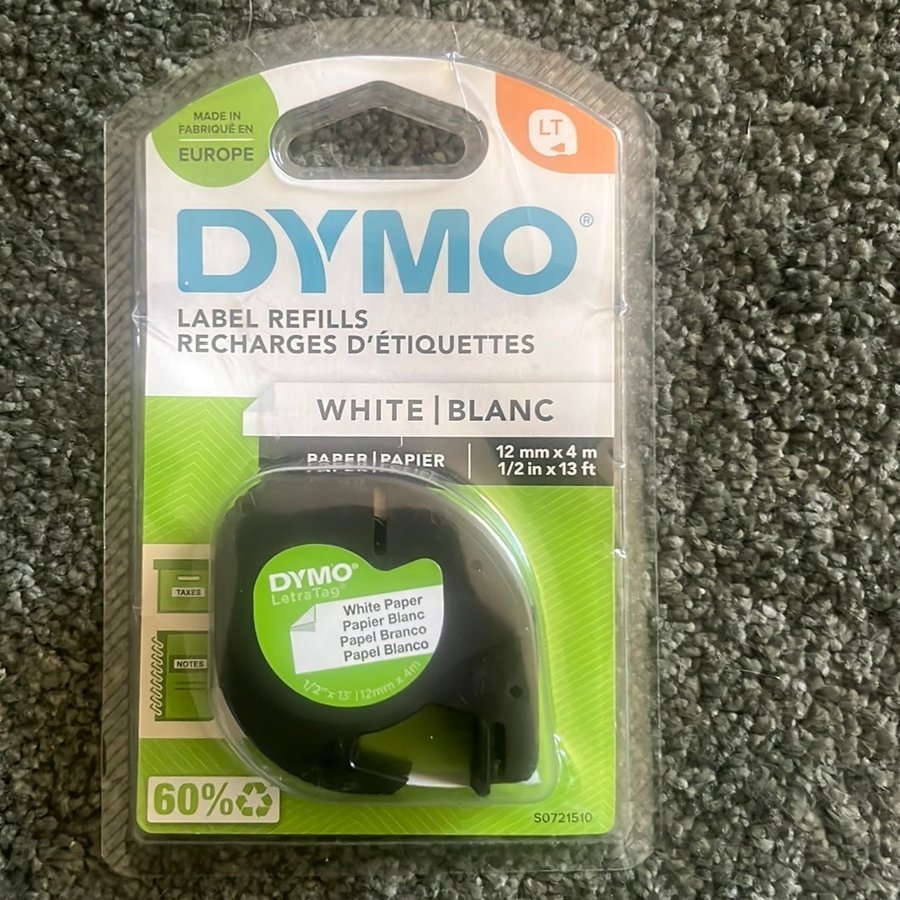 MADE IN
FABRIQUÉ EN
EUROPE
LT
DYMO®
LABEL REFILLS
RECHARGES D'ÉTIQUETTES
WHITE | BLANC
PAPER | PAPIER
12 mm x 4 m
1/2 in x 13 ft
DYMO®
LetraTag™
White Paper
Papier Blanc
Papel Branco
Papel Blanco
1/2" x 13' | 12mm x 4m
TAXES
NOTES
60%
S0721510